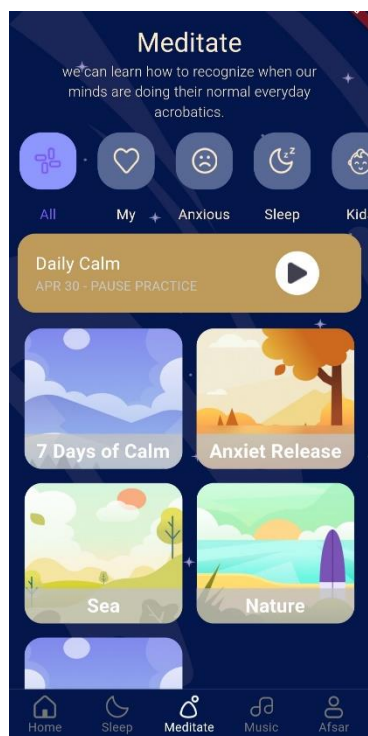 Meditate
we can learn how to recognize when our
minds are doing their normal everyday
acrobatics.
All My Anxious Sleep Kid
Daily Calm
APR 30 - PAUSE PRACTICE
7 Days of Calm
Anxiet Release
Sea
Nature
Home Sleep Meditate Music Afsar